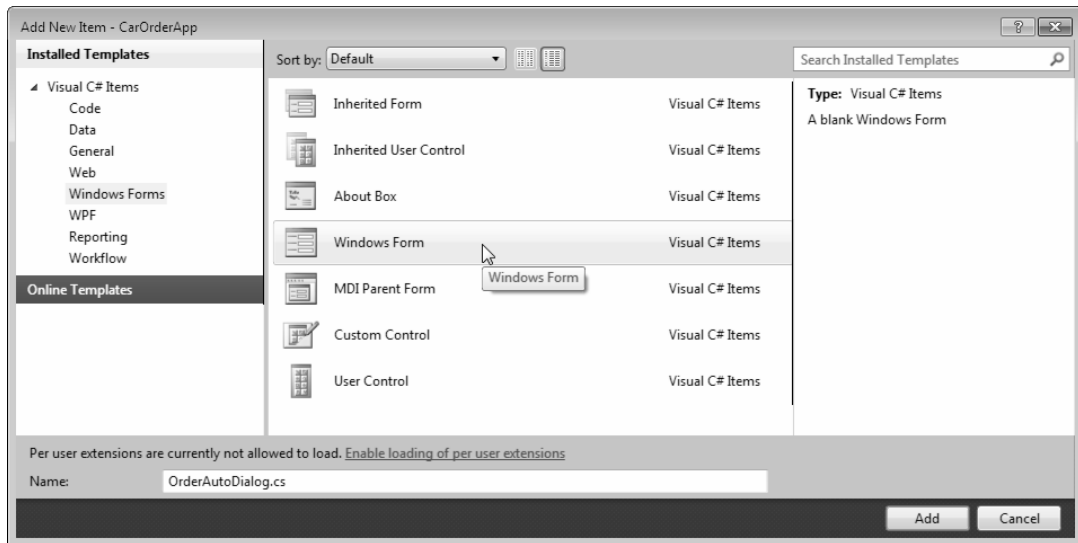 Add New Item - CarOrderApp
Installed Templates
Visual C# Items
Code
Data
General
Web
Windows Forms
WPF
Reporting
Workflow
Online Templates
Sort by: Default
Inherited Form Visual C# Items
Inherited User Control Visual C# Items
About Box Visual C# Items
Windows Form Visual C# Items
Windows Form
MDI Parent Form Visual C# Items
Custom Control Visual C# Items
User Control Visual C# Items
Search Installed Templates
Type: Visual C# Items
A blank Windows Form
Per user extensions are currently not allowed to load. Enable loading of per user extensions
Name: OrderAutoDialog.cs
Add Cancel